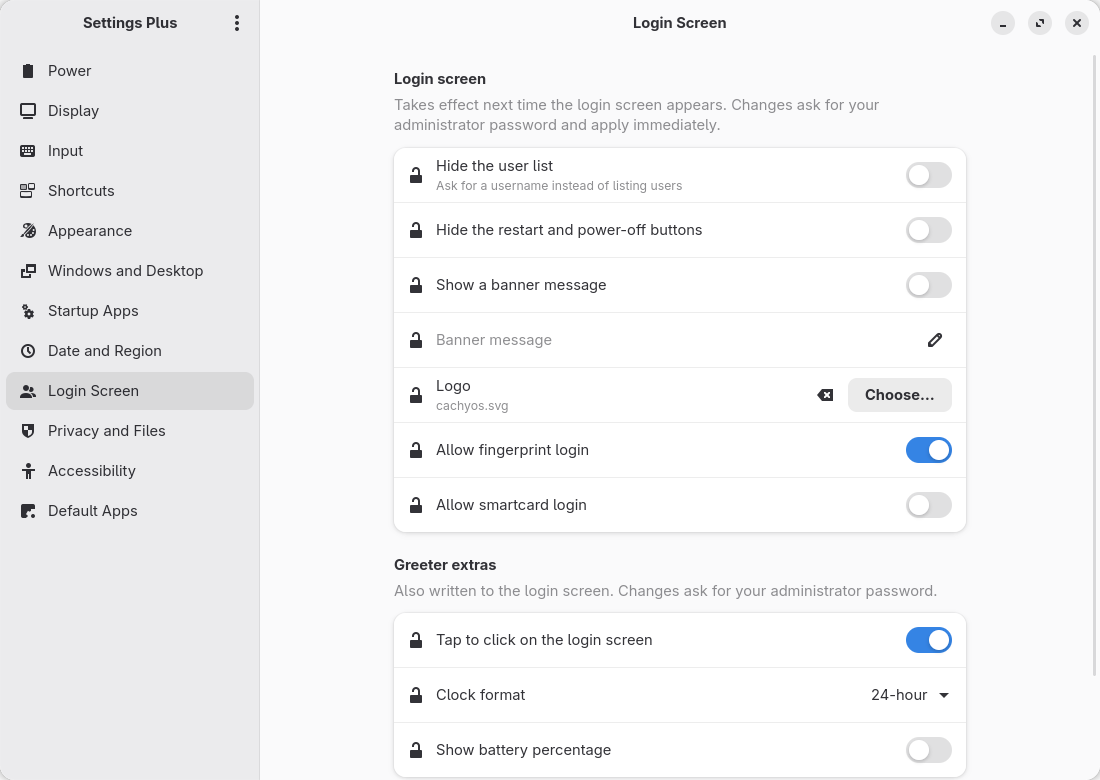 Settings Plus
Login Screen
Power
Display
Input
Shortcuts
Appearance
Windows and Desktop
Startup Apps
Date and Region
Login Screen
Privacy and Files
Accessibility
Default Apps
Login screen
Takes effect next time the login screen appears. Changes ask for your
administrator password and apply immediately.
Hide the user list
Ask for a username instead of listing users
Hide the restart and power-off buttons
Show a banner message
Banner message
Logo
cachyos.svg
Choose...
Allow fingerprint login
Allow smartcard login
Greeter extras
Also written to the login screen. Changes ask for your administrator password.
Tap to click on the login screen
Clock format
24-hour
Show battery percentage